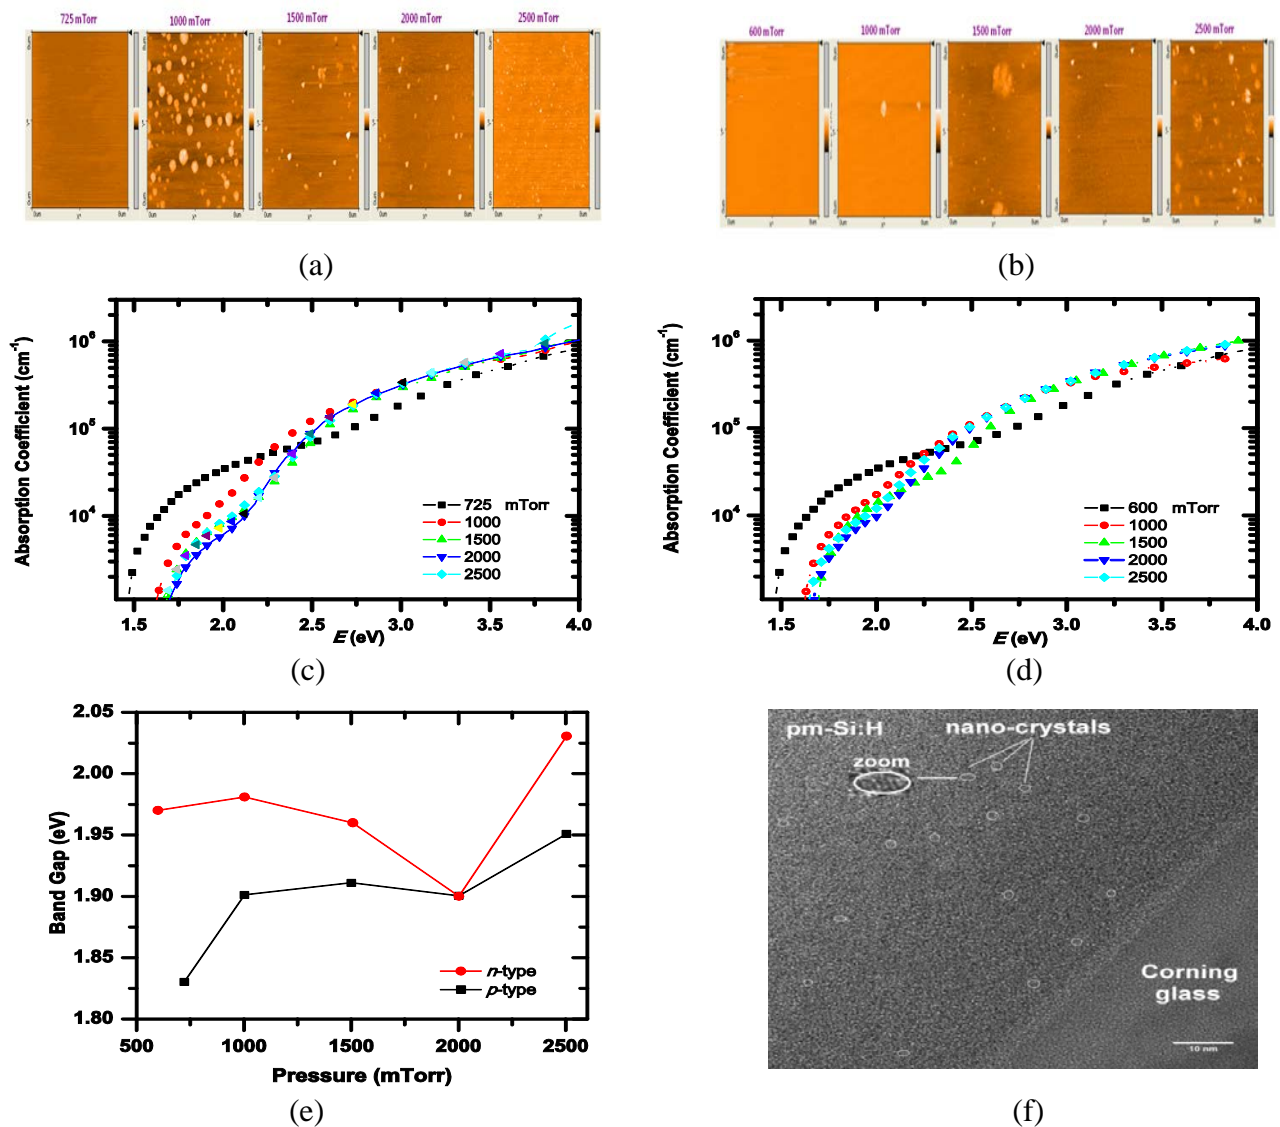 725 mTorr 1000 mTorr 1500 mTorr 2000 mTorr 2500 mTorr
600 mTorr 1000 mTorr 1500 mTorr 2000 mTorr 2500 mTorr
(a)
(b)
Absorption Coefficient (cm⁻¹)
10⁶
10⁵
10⁴
725 mTorr
1000
1500
2000
2500
1.5 2.0 2.5 3.0 3.5 4.0
E (eV)
(c)
Absorption Coefficient (cm⁻¹)
10⁶
10⁵
10⁴
600 mTorr
1000
1500
2000
2500
1.5 2.0 2.5 3.0 3.5 4.0
E (eV)
(d)
Band Gap (eV)
2.05
2.00
1.95
1.90
1.85
1.80
n-type
p-type
500 1000 1500 2000 2500
Pressure (mTorr)
(e)
pm-Si:H nano-crystals
zoom
Corning
glass
10 nm
(f)